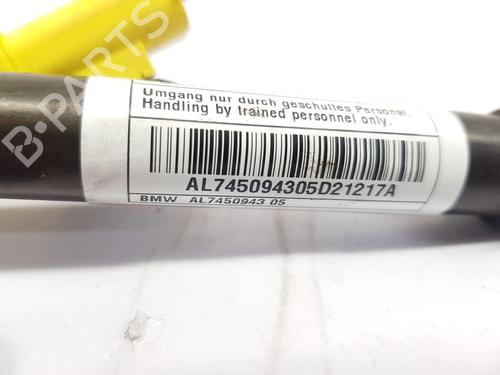 Umgang nur durch geschultes Personal.
Handling by trained personnel only.
AL745094305D21217A
BMW AL7450943 05
B-PARTS